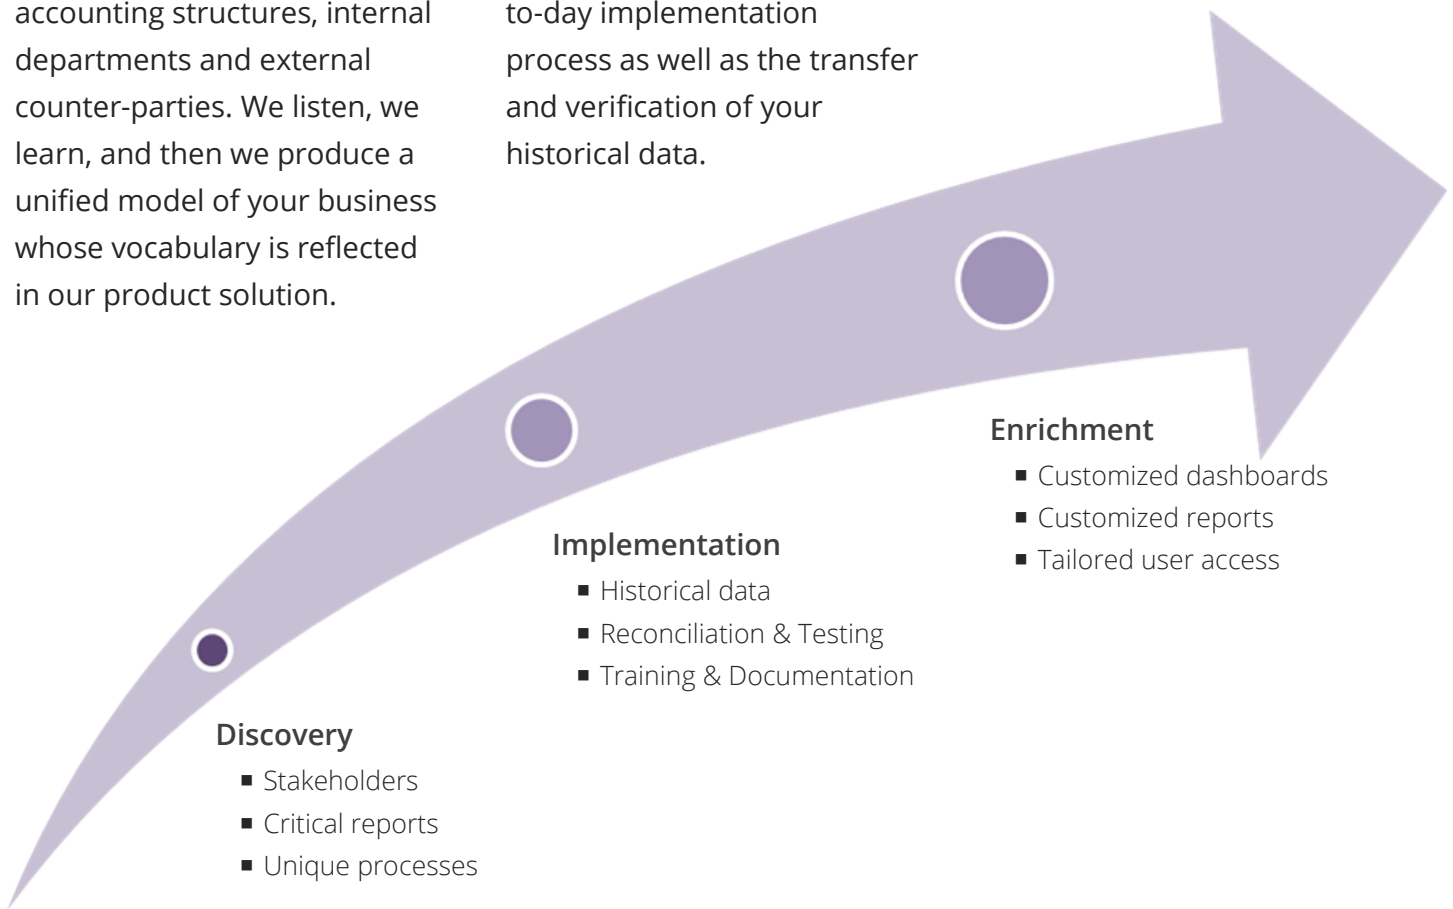 accounting structures, internal
departments and external
counter-parties. We listen, we
learn, and then we produce a
unified model of your business
whose vocabulary is reflected
in our product solution.
to-day implementation
process as well as the transfer
and verification of your
historical data.
Discovery
▪ Stakeholders
▪ Critical reports
▪ Unique processes
Implementation
▪ Historical data
▪ Reconciliation & Testing
▪ Training & Documentation
Enrichment
▪ Customized dashboards
▪ Customized reports
▪ Tailored user access